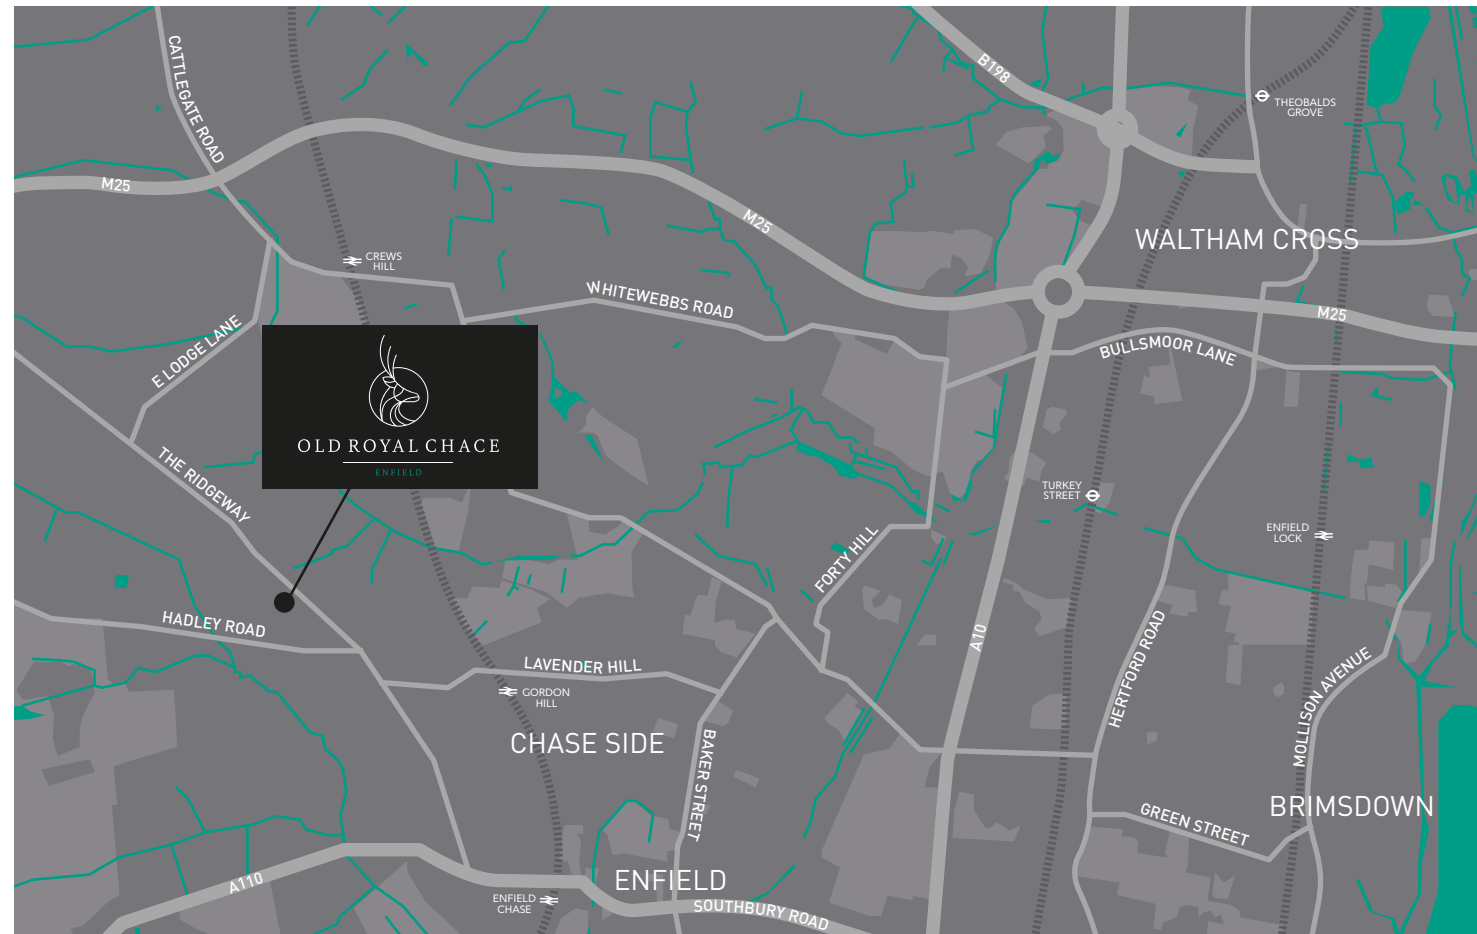 CATTLEGATE ROAD
B198
THEOBALDS
GROVE
M25
M25
WALTHAM CROSS
CREWS
HILL
WHITEWEBBS ROAD
M25
E LODGE LANE
BULLSMOOR LANE
OLD ROYAL CHACE
ENFIELD
THE RIDGEWAY
TURKEY
STREET
ENFIELD
LOCK
FORTY HILL
HADLEY ROAD
A10
HERTFORD ROAD
LAVENDER HILL
GORDON
HILL
MOLLISON AVENUE
CHASE SIDE
BAKER STREET
BRIMSDOWN
GREEN STREET
A110
ENFIELD
ENFIELD
CHASE
SOUTHBURY ROAD